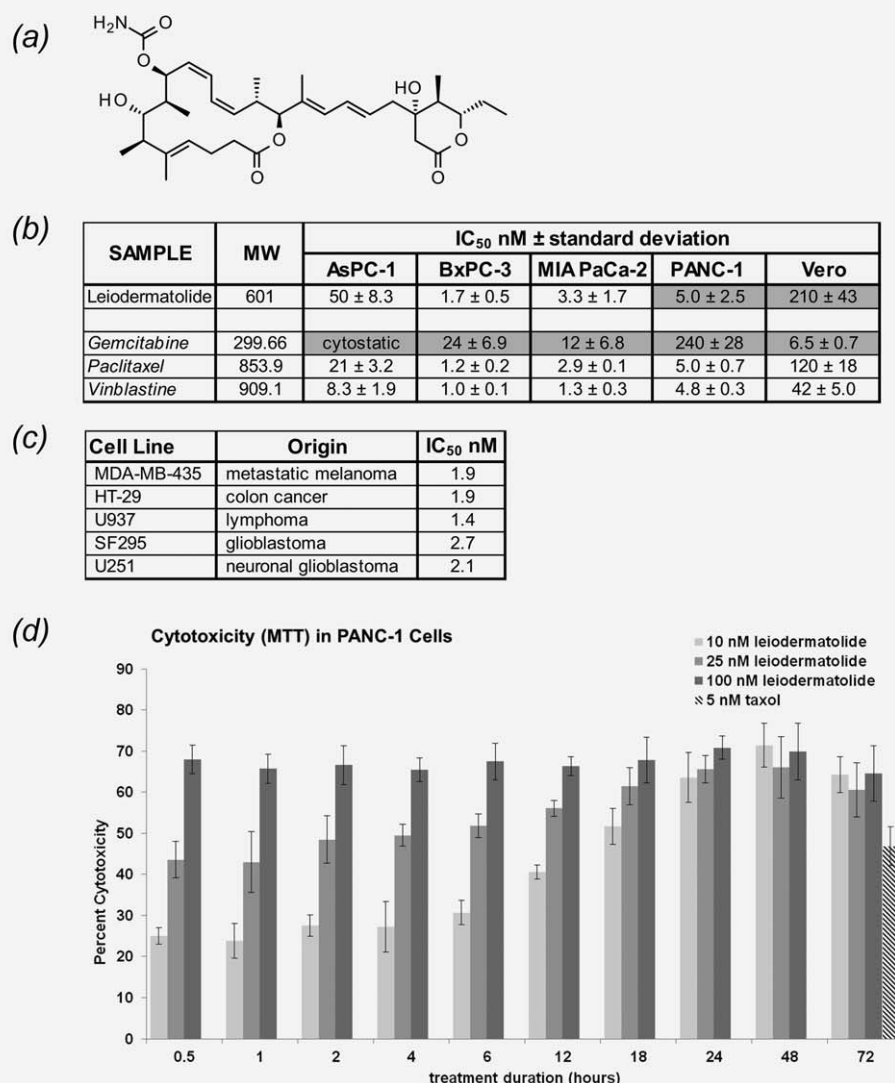 (a)
H₂N
O
O
HO
O
O
HO
O
O
(b)
SAMPLE MW IC₅₀ nM ± standard deviation
AsPC-1 BxPC-3 MIA PaCa-2 PANC-1 Vero
Leiodermatolide 601 50 ± 8.3 1.7 ± 0.5 3.3 ± 1.7 5.0 ± 2.5 210 ± 43
Gemcitabine 299.66 cytostatic 24 ± 6.9 12 ± 6.8 240 ± 28 6.5 ± 0.7
Paclitaxel 853.9 21 ± 3.2 1.2 ± 0.2 2.9 ± 0.1 5.0 ± 0.7 120 ± 18
Vinblastine 909.1 8.3 ± 1.9 1.0 ± 0.1 1.3 ± 0.3 4.8 ± 0.3 42 ± 5.0
(c)
Cell Line Origin IC₅₀ nM
MDA-MB-435 metastatic melanoma 1.9
HT-29 colon cancer 1.9
U937 lymphoma 1.4
SF295 glioblastoma 2.7
U251 neuronal glioblastoma 2.1
(d)
Cytotoxicity (MTT) in PANC-1 Cells
10 nM leiodermatolide
25 nM leiodermatolide
100 nM leiodermatolide
5 nM taxol
Percent Cytotoxicity
90
80
70
60
50
40
30
20
10
0
0.5 1 2 4 6 12 18 24 48 72
treatment duration (hours)